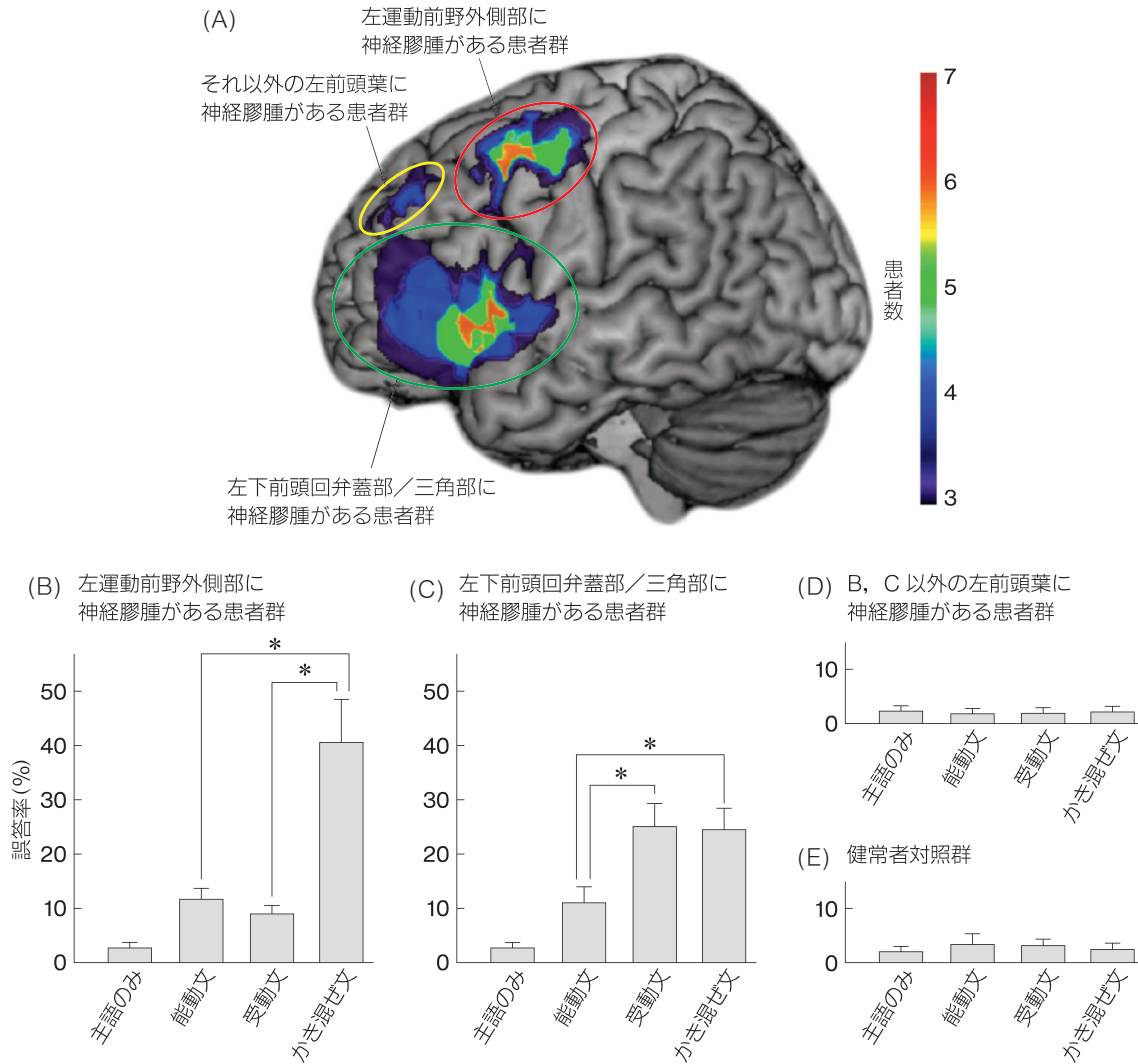 (A)
左運動前野外側部に
神経膠腫がある患者群
それ以外の左前頭葉に
神経膠腫がある患者群
7
6
5
4
3
患者数
左下前頭回弁蓋部／三角部に
神経膠腫がある患者群
(B) 左運動前野外側部に
神経膠腫がある患者群
誤答率(%)
50
40
30
20
10
0
*
*
主語のみ
能動文
受動文
かき混ぜ文
(C) 左下前頭回弁蓋部／三角部に
神経膠腫がある患者群
50
40
30
20
10
0
*
*
主語のみ
能動文
受動文
かき混ぜ文
(D) B，C 以外の左前頭葉に
神経膠腫がある患者群
10
0
主語のみ
能動文
受動文
かき混ぜ文
(E) 健常者対照群
10
0
主語のみ
能動文
受動文
かき混ぜ文